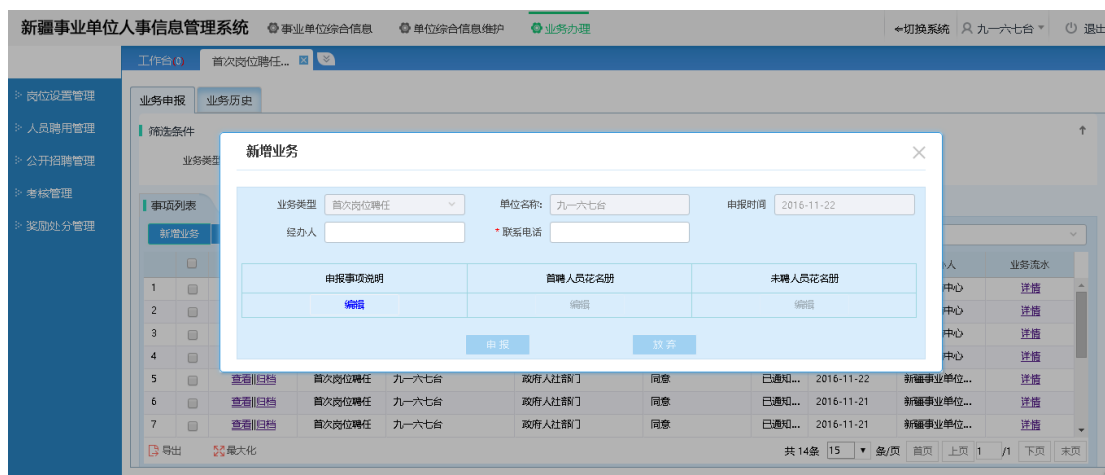 新疆事业单位人事信息管理系统 事业单位综合信息 单位综合信息维护 业务办理 切换系统 九一六七台 退出
工作台(0) 首次岗位聘任...
岗位设置管理
人员聘用管理
公开招聘管理
考核管理
奖励处分管理
业务申报 业务历史
筛选条件
业务类型
事项列表
新增业务
新增业务
业务类型 首次岗位聘任 单位名称: 九一六七台 申报时间 2016-11-22
经办人 * 联系电话
申报事项说明 首聘人员花名册 未聘人员花名册
编辑 编辑 编辑
申 报 放 弃
业务流水
1 中心 详情
2 中心 详情
3 中心 详情
4 中心 详情
5 查看||归档 首次岗位聘任 九一六七台 政府人社部门 同意 已通知... 2016-11-22 新疆事业单位... 详情
6 查看||归档 首次岗位聘任 九一六七台 政府人社部门 同意 已通知... 2016-11-21 新疆事业单位... 详情
7 查看||归档 首次岗位聘任 九一六七台 政府人社部门 同意 已通知... 2016-11-21 新疆事业单位... 详情
导出 最大化 共 14条 15 条/页 首页 上页 1 /1 下页 末页